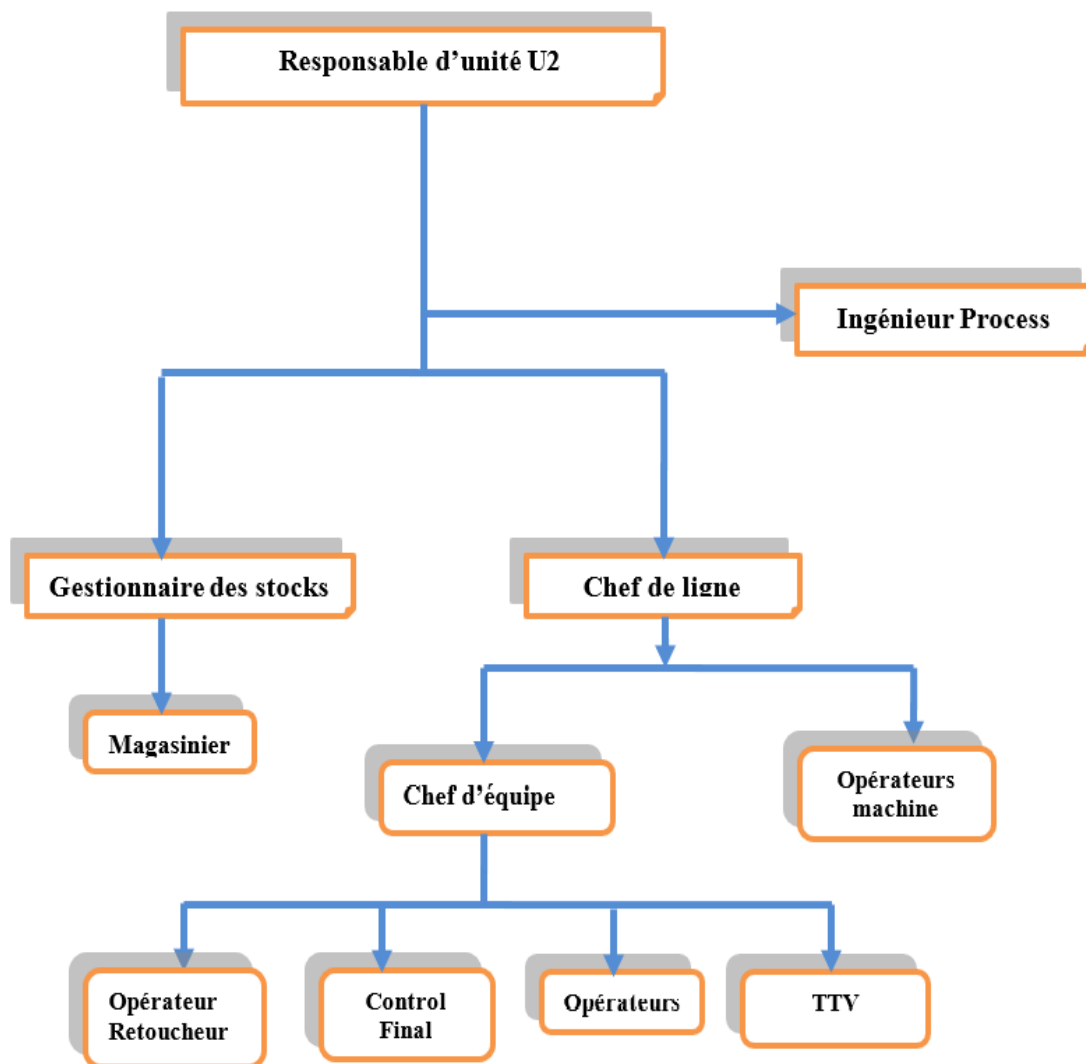 Responsable d’unité U2
Ingénieur Process
Gestionnaire des stocks
Chef de ligne
Magasinier
Chef d’équipe
Opérateurs
machine
Opérateur
Retoucheur
Control
Final
Opérateurs
TTV